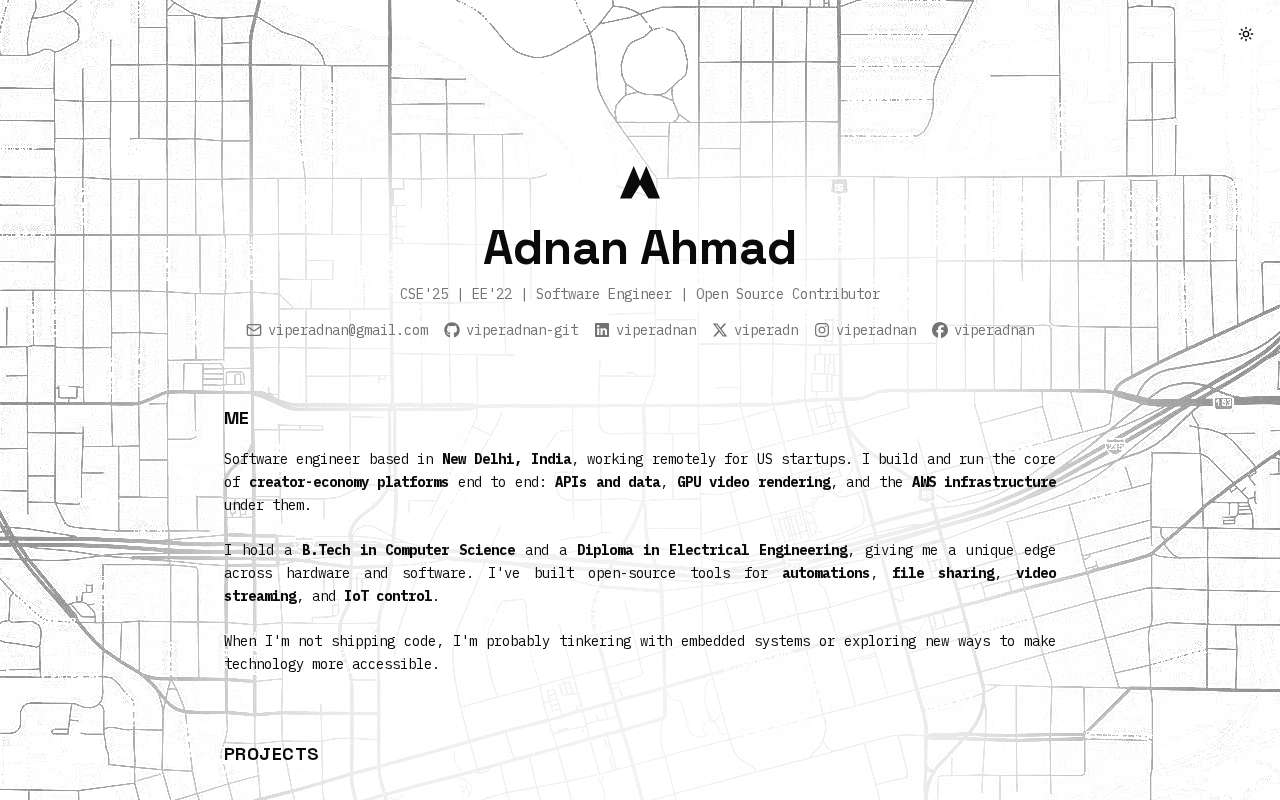 Adnan Ahmad
CSE'25 | EE'22 | Software Engineer | Open Source Contributor
viperadnan@gmail.com viperadnan-git viperadnan viperadn viperadnan viperadnan
ME
Software engineer based in New Delhi, India, working remotely for US startups. I build and run the core
of creator-economy platforms end to end: APIs and data, GPU video rendering, and the AWS infrastructure
under them.
I hold a B.Tech in Computer Science and a Diploma in Electrical Engineering, giving me a unique edge
across hardware and software. I've built open-source tools for automations, file sharing, video
streaming, and IoT control.
When I'm not shipping code, I'm probably tinkering with embedded systems or exploring new ways to make
technology more accessible.
PROJECTS